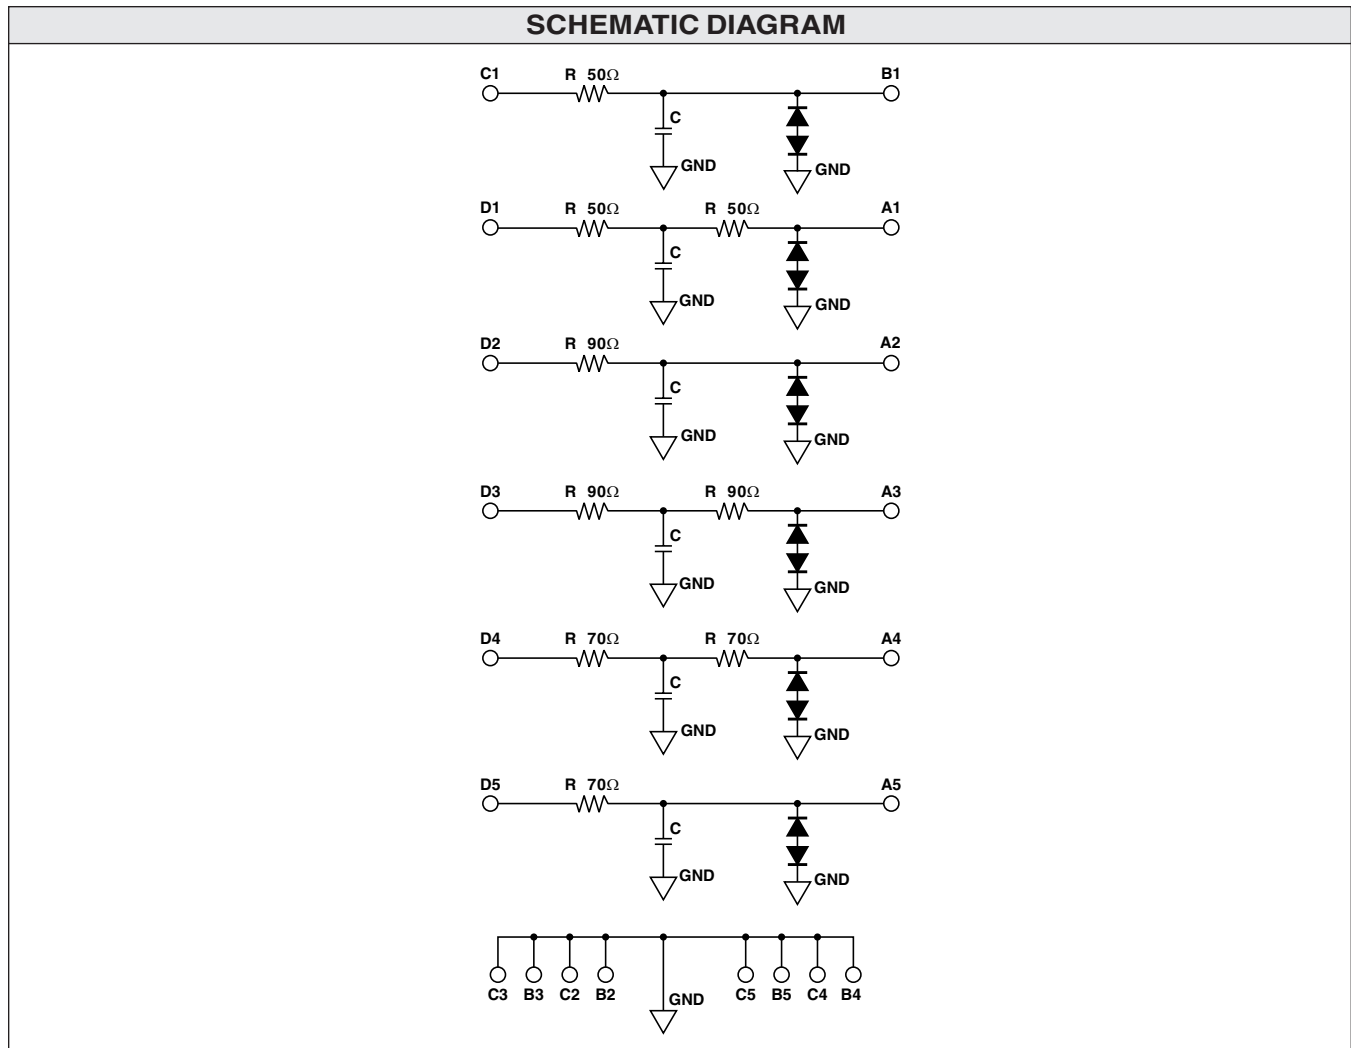 SCHEMATIC DIAGRAM
C1 R 50Ω B1
C
GND GND
D1 R 50Ω R 50Ω A1
C
GND GND
D2 R 90Ω A2
C
GND GND
D3 R 90Ω R 90Ω A3
C
GND GND
D4 R 70Ω R 70Ω A4
C
GND GND
D5 R 70Ω A5
C
GND GND
C3 B3 C2 B2 GND C5 B5 C4 B4